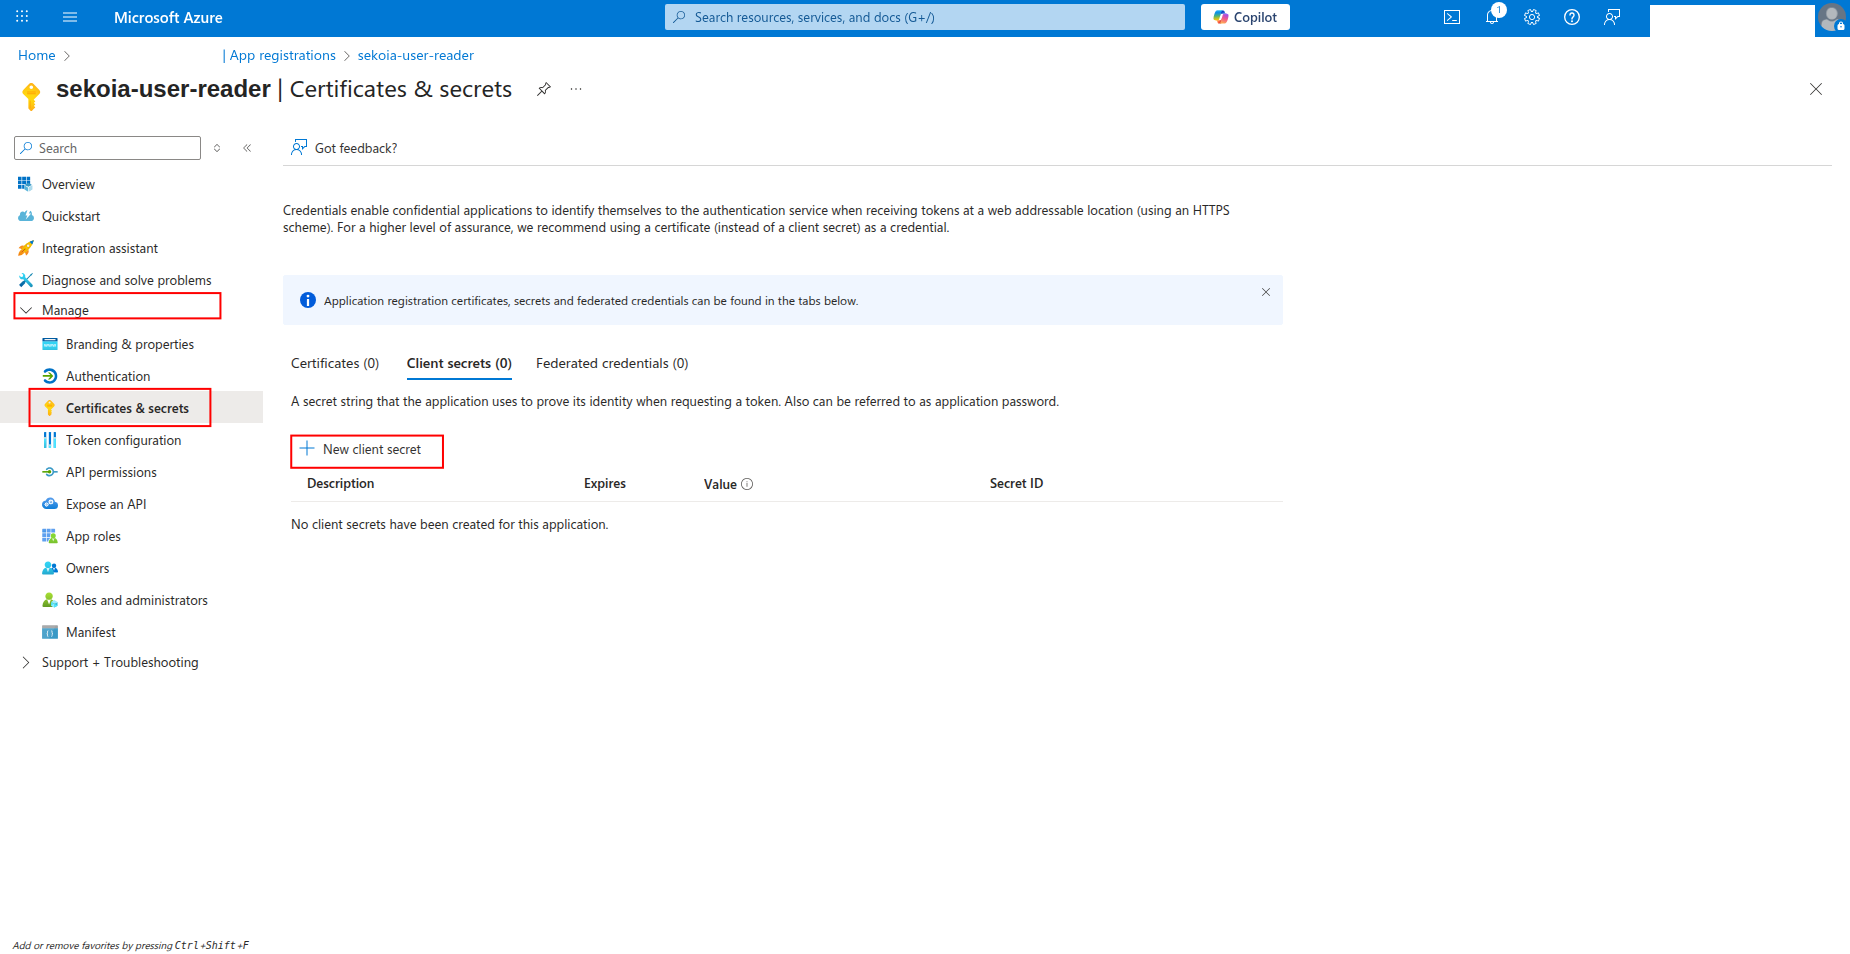 Microsoft Azure
Search resources, services, and docs (G+/)
Copilot
1
Home
| App registrations
sekoia-user-reader
sekoia-user-reader | Certificates & secrets
Search
Got feedback?
Overview
Quickstart
Integration assistant
Diagnose and solve problems
Manage
Branding & properties
Authentication
Certificates & secrets
Token configuration
API permissions
Expose an API
App roles
Owners
Roles and administrators
Manifest
Support + Troubleshooting
Credentials enable confidential applications to identify themselves to the authentication service when receiving tokens at a web addressable location (using an HTTPS
scheme). For a higher level of assurance, we recommend using a certificate (instead of a client secret) as a credential.
Application registration certificates, secrets and federated credentials can be found in the tabs below.
Certificates (0)
Client secrets (0)
Federated credentials (0)
A secret string that the application uses to prove its identity when requesting a token. Also can be referred to as application password.
New client secret
Description
Expires
Value
Secret ID
No client secrets have been created for this application.
Add or remove favorites by pressing Ctrl+Shift+F